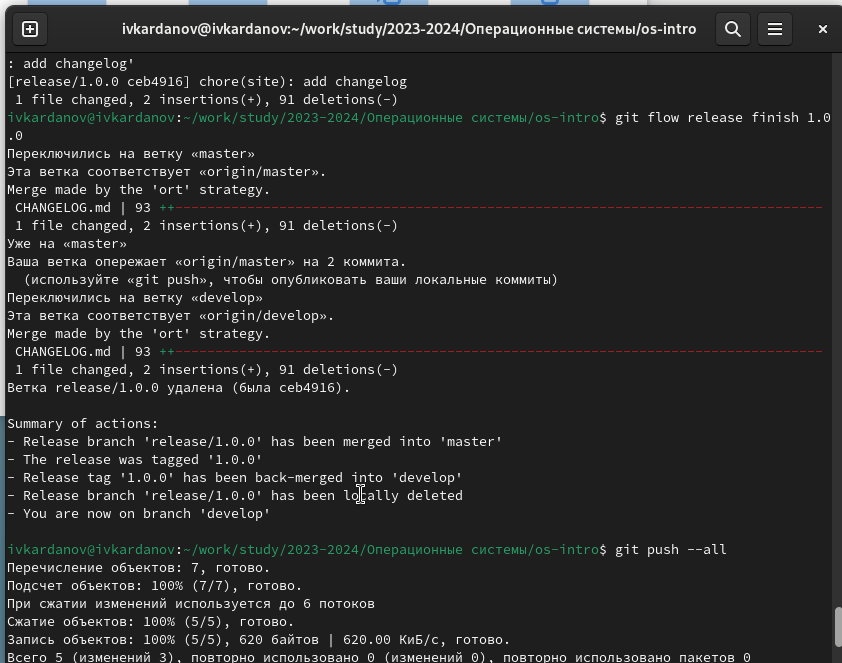 ivkardanov@ivkardanov:~/work/study/2023-2024/Операционные системы/os-intro
: add changelog'
[release/1.0.0 ceb4916] chore(site): add changelog
 1 file changed, 2 insertions(+), 91 deletions(-)
ivkardanov@ivkardanov:~/work/study/2023-2024/Операционные системы/os-intro$ git flow release finish 1.0
.0
Переключились на ветку «master»
Эта ветка соответствует «origin/master».
Merge made by the 'ort' strategy.
 CHANGELOG.md | 93 ++-------------------------------------------------------------------------------
 1 file changed, 2 insertions(+), 91 deletions(-)
Уже на «master»
Ваша ветка опережает «origin/master» на 2 коммита.
  (используйте «git push», чтобы опубликовать ваши локальные коммиты)
Переключились на ветку «develop»
Эта ветка соответствует «origin/develop».
Merge made by the 'ort' strategy.
 CHANGELOG.md | 93 ++-------------------------------------------------------------------------------
 1 file changed, 2 insertions(+), 91 deletions(-)
Ветка release/1.0.0 удалена (была ceb4916).
Summary of actions:
- Release branch 'release/1.0.0' has been merged into 'master'
- The release was tagged '1.0.0'
- Release tag '1.0.0' has been back-merged into 'develop'
- Release branch 'release/1.0.0' has been locally deleted
- You are now on branch 'develop'
ivkardanov@ivkardanov:~/work/study/2023-2024/Операционные системы/os-intro$ git push --all
Перечисление объектов: 7, готово.
Подсчет объектов: 100% (7/7), готово.
При сжатии изменений используется до 6 потоков
Сжатие объектов: 100% (5/5), готово.
Запись объектов: 100% (5/5), 620 байтов | 620.00 КиБ/с, готово.
Всего 5 (изменений 3), повторно использовано 0 (изменений 0), повторно использовано пакетов 0